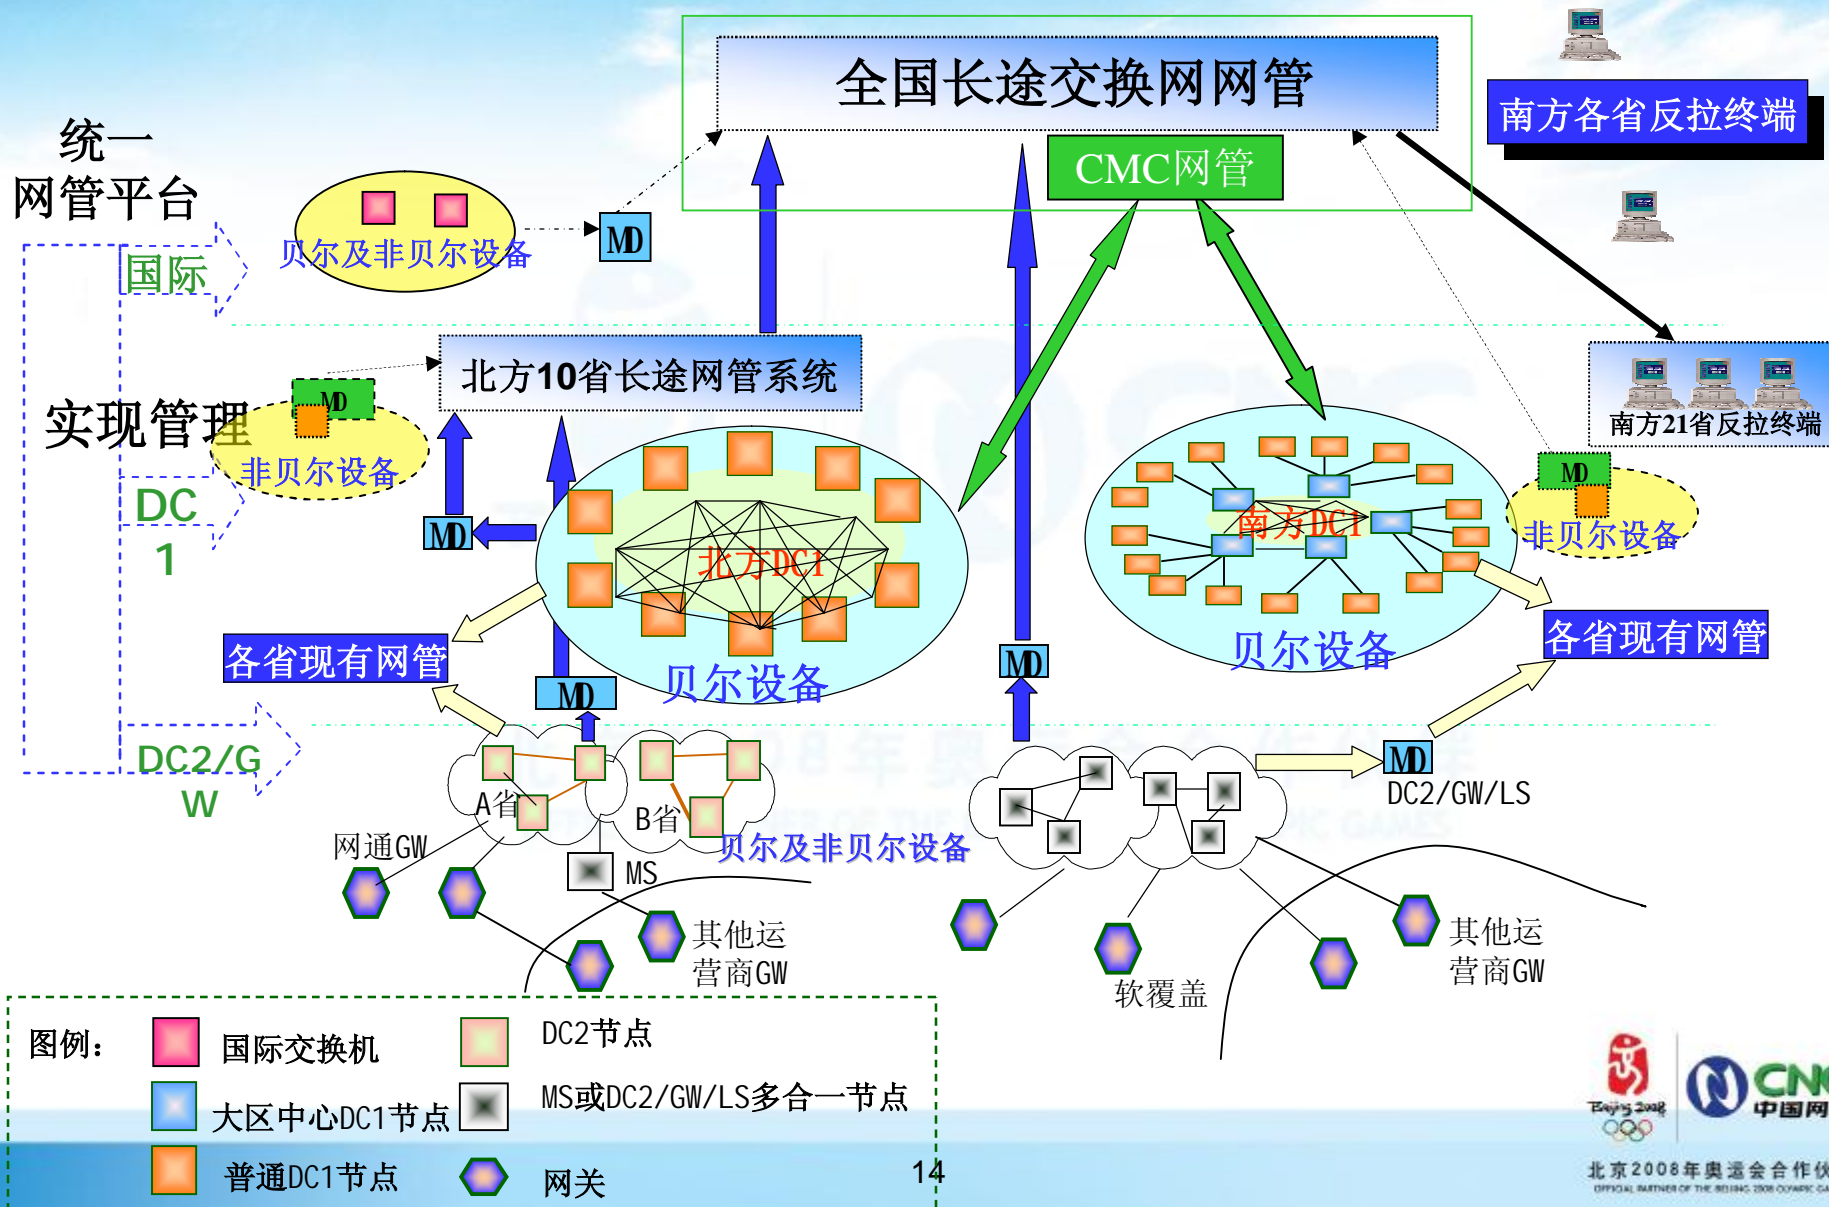 全国长途交换网网管
南方各省反拉终端
统一
网管平台
CMC网管
贝尔及非贝尔设备
MD
国际
北方10省长途网管系统
南方21省反拉终端
实现管理
MD
非贝尔设备
MD
非贝尔设备
DC
1
MD
北方DC1
南方DC1
贝尔设备
贝尔设备
各省现有网管
各省现有网管
MD
MD
MD
DC2/GW/LS
DC2/G
W
A省
B省
贝尔及非贝尔设备
网通GW
MS
其他运
营商GW
其他运
营商GW
软覆盖
图例:
国际交换机
DC2节点
大区中心DC1节点
MS或DC2/GW/LS多合一节点
普通DC1节点
网关
14
Beijing 2008
CNC
中国网
北京2008年奥运会合作伙